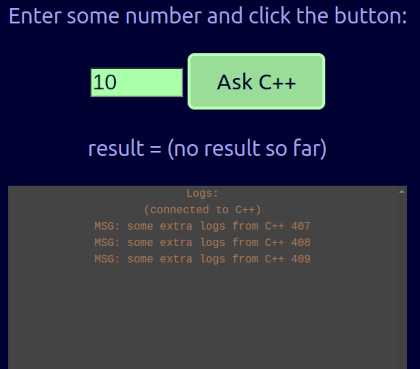 Enter some number and click the button:
10
Ask C++
result = (no result so far)
Logs:
(connected to C++)
MSG: some extra logs from C++ 407
MSG: some extra logs from C++ 408
MSG: some extra logs from C++ 409